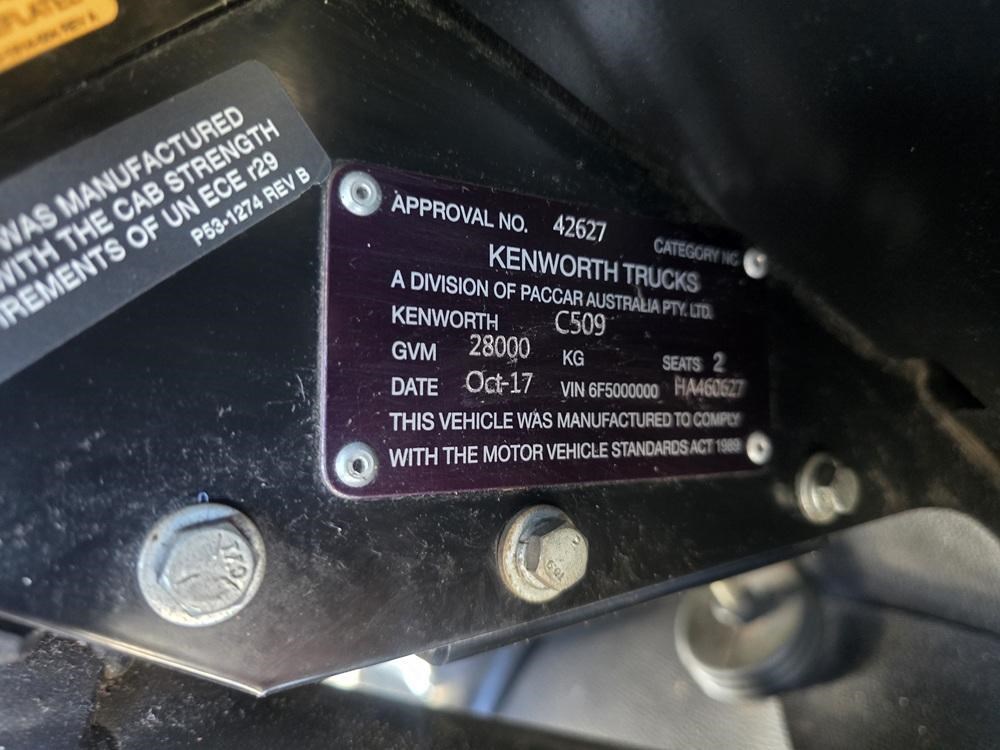 WAS MANUFACTURED
WITH THE CAB STRENGTH
IREMENTS OF UN ECE r29
P53-1274 REV B
APPROVAL NO. 42627
CATEGORY NC
KENWORTH TRUCKS
A DIVISION OF PACCAR AUSTRALIA PTY. LTD.
KENWORTH C509
GVM 28000 KG SEATS 2
DATE Oct-17 VIN 6F5000000 HA460627
THIS VEHICLE WAS MANUFACTURED TO COMPLY
WITH THE MOTOR VEHICLE STANDARDS ACT 1989